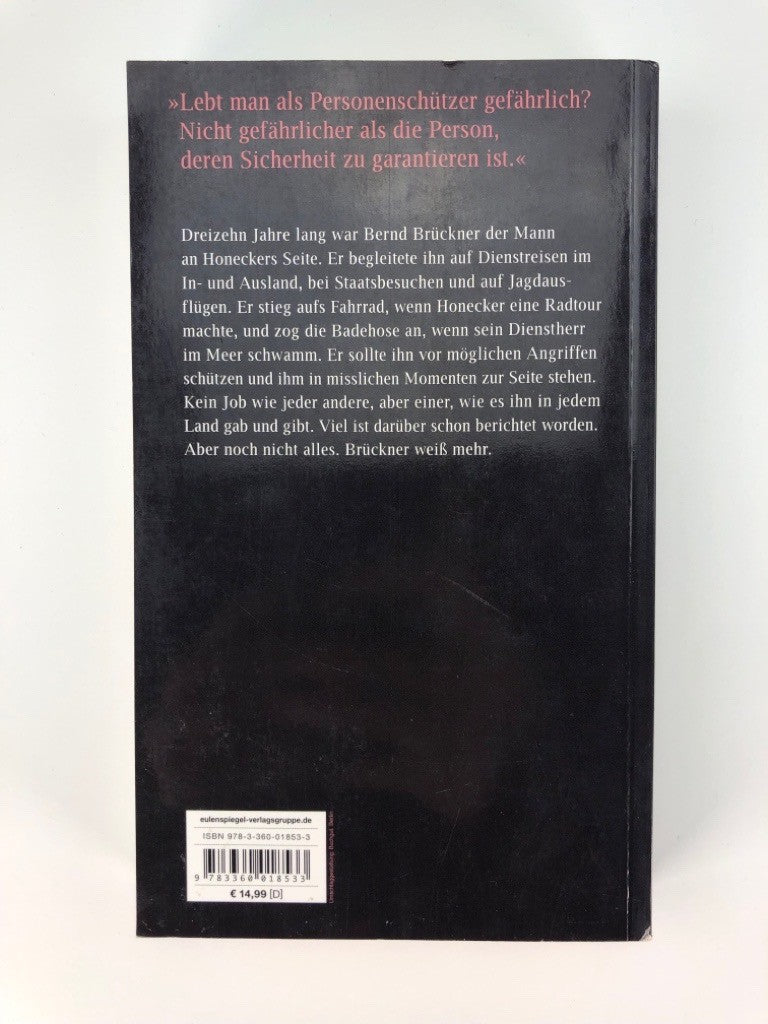 »Lebt man als Personenschützer gefährlich?
Nicht gefährlicher als die Person,
deren Sicherheit zu garantieren ist.«
Dreizehn Jahre lang war Bernd Brückner der Mann
an Honeckers Seite. Er begleitete ihn auf Dienstreisen im
In- und Ausland, bei Staatsbesuchen und auf Jagdaus-
flügen. Er stieg aufs Fahrrad, wenn Honecker eine Radtour
machte, und zog die Badehose an, wenn sein Dienstherr
im Meer schwamm. Er sollte ihn vor möglichen Angriffen
schützen und ihm in misslichen Momenten zur Seite stehen.
Kein Job wie jeder andere, aber einer, wie es ihn in jedem
Land gab und gibt. Viel ist darüber schon berichtet worden.
Aber noch nicht alles. Brückner weiß mehr.
eulenspiegel-verlagsgruppe.de
ISBN 978-3-360-01853-3
9 783360 018533
€ 14,99 [D]
Umschlaggestaltung: Buchgut, Berlin